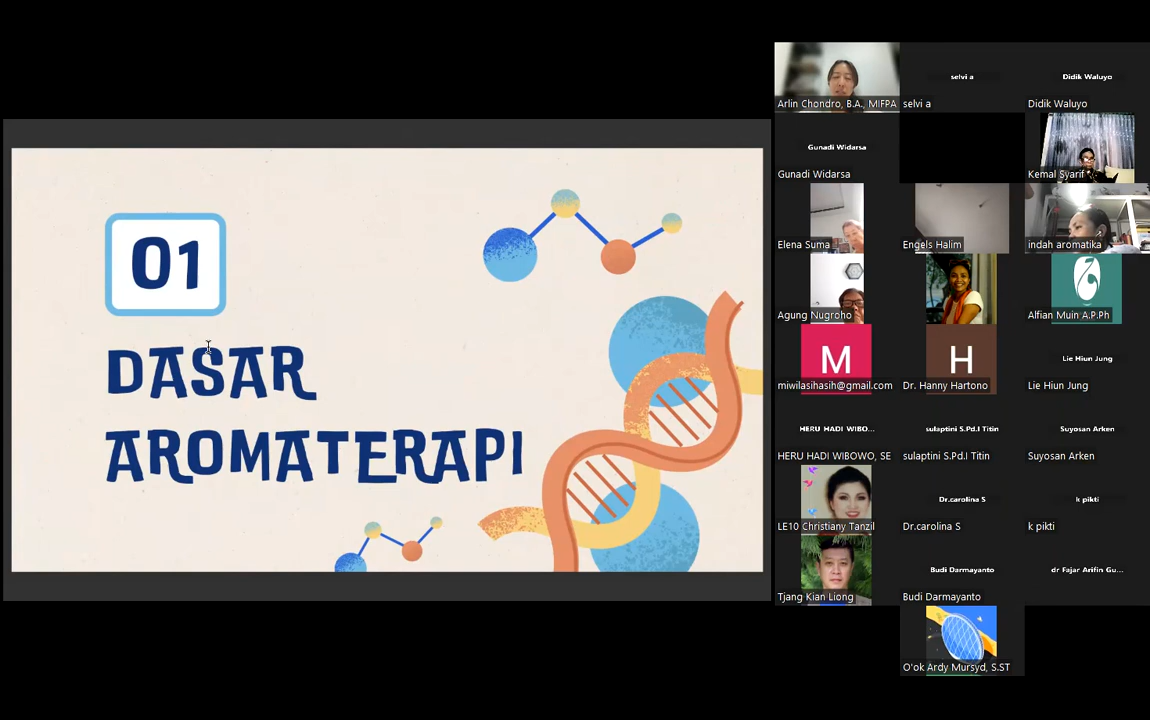 01
DASAR
AROMATERAPI
Arlin Chondro, B.A., MIFPA
selvi a
selvi a
Didik Waluyo
Didik Waluyo
Gunadi Widarsa
Gunadi Widarsa
Kemal Syarif
Elena Suma
Engels Halim
indah aromatika
Agung Nugroho
Alfian Muin A.P.Ph
M
miwilasihasih@gmail.com
H
Dr. Hanny Hartono
Lie Hiun Jung
Lie Hiun Jung
HERU HADI WIBO...
HERU HADI WIBOWO, SE
sulaptini S.Pd.I Titin
sulaptini S.Pd.I Titin
Suyosan Arken
Suyosan Arken
LE10 Christiany Tanzil
Dr.carolina S
Dr.carolina S
k pikti
k pikti
Tjang Kian Liong
Budi Darmayanto
Budi Darmayanto
dr Fajar Arifin Gu...
O'ok Ardy Mursyd, S.ST